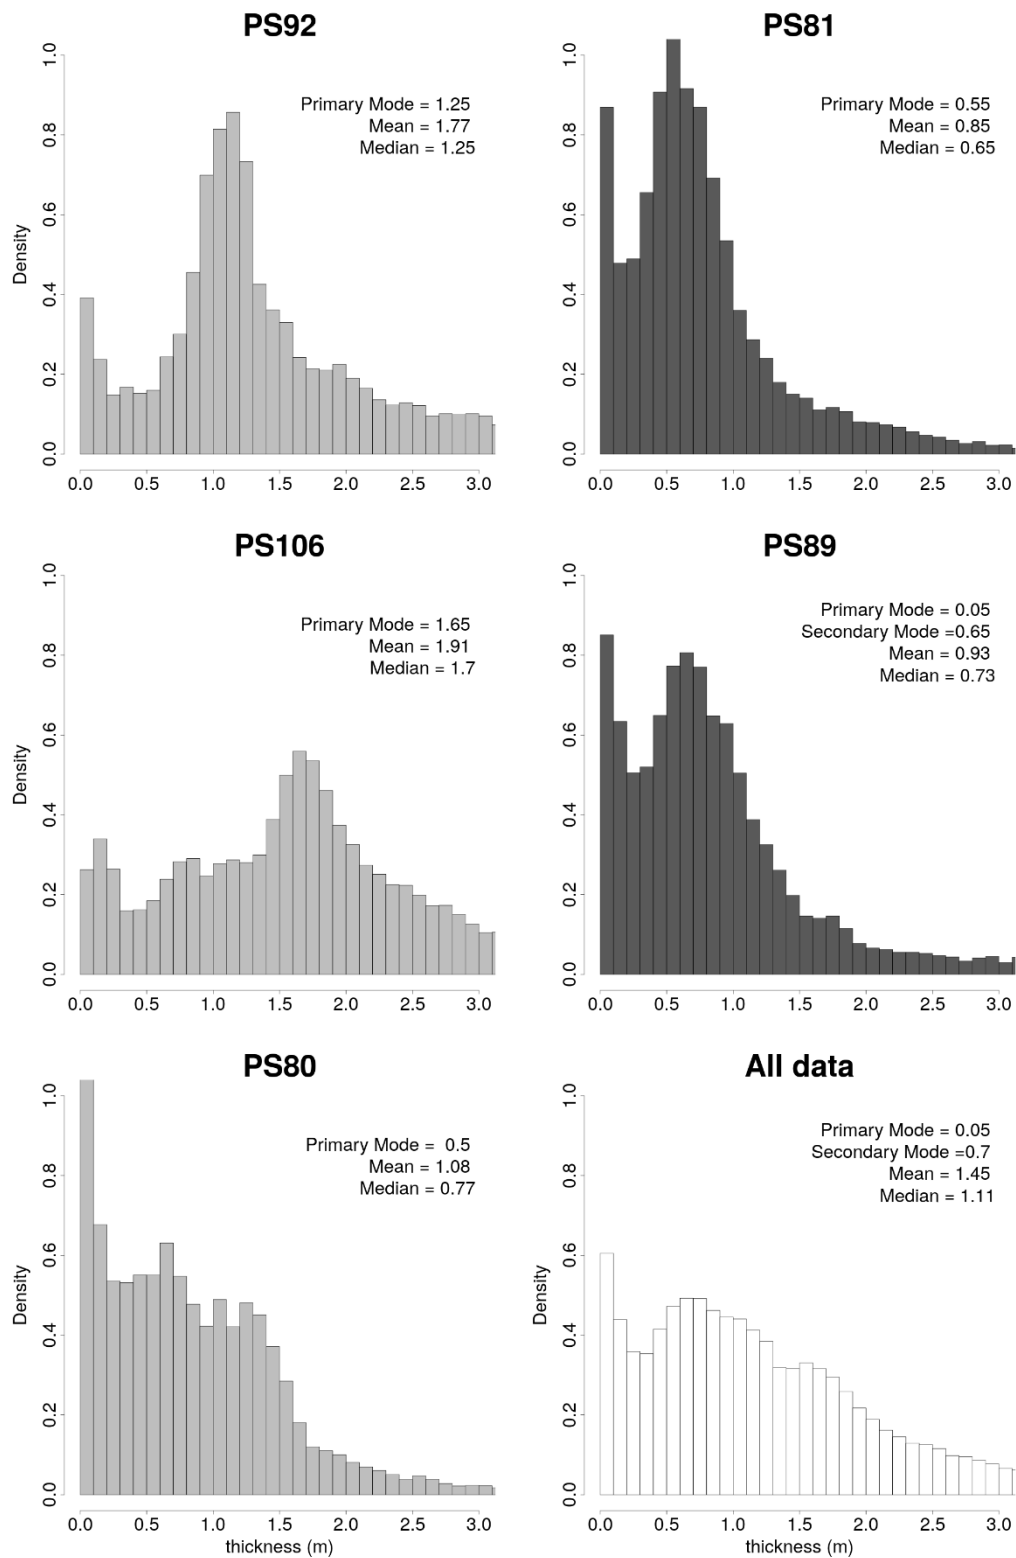 PS92
Primary Mode = 1.25
Mean = 1.77
Median = 1.25
Density
0.0 0.2 0.4 0.6 0.8 1.0
0.0 0.5 1.0 1.5 2.0 2.5 3.0
PS81
Primary Mode = 0.55
Mean = 0.85
Median = 0.65
0.0 0.2 0.4 0.6 0.8 1.0
0.0 0.5 1.0 1.5 2.0 2.5 3.0
PS106
Primary Mode = 1.65
Mean = 1.91
Median = 1.7
Density
0.0 0.2 0.4 0.6 0.8 1.0
0.0 0.5 1.0 1.5 2.0 2.5 3.0
PS89
Primary Mode = 0.05
Secondary Mode =0.65
Mean = 0.93
Median = 0.73
0.0 0.2 0.4 0.6 0.8 1.0
0.0 0.5 1.0 1.5 2.0 2.5 3.0
PS80
Primary Mode =  0.5
Mean = 1.08
Median = 0.77
Density
0.0 0.2 0.4 0.6 0.8 1.0
0.0 0.5 1.0 1.5 2.0 2.5 3.0
thickness (m)
All data
Primary Mode = 0.05
Secondary Mode =0.7
Mean = 1.45
Median = 1.11
Density
0.0 0.2 0.4 0.6 0.8 1.0
0.0 0.5 1.0 1.5 2.0 2.5 3.0
thickness (m)